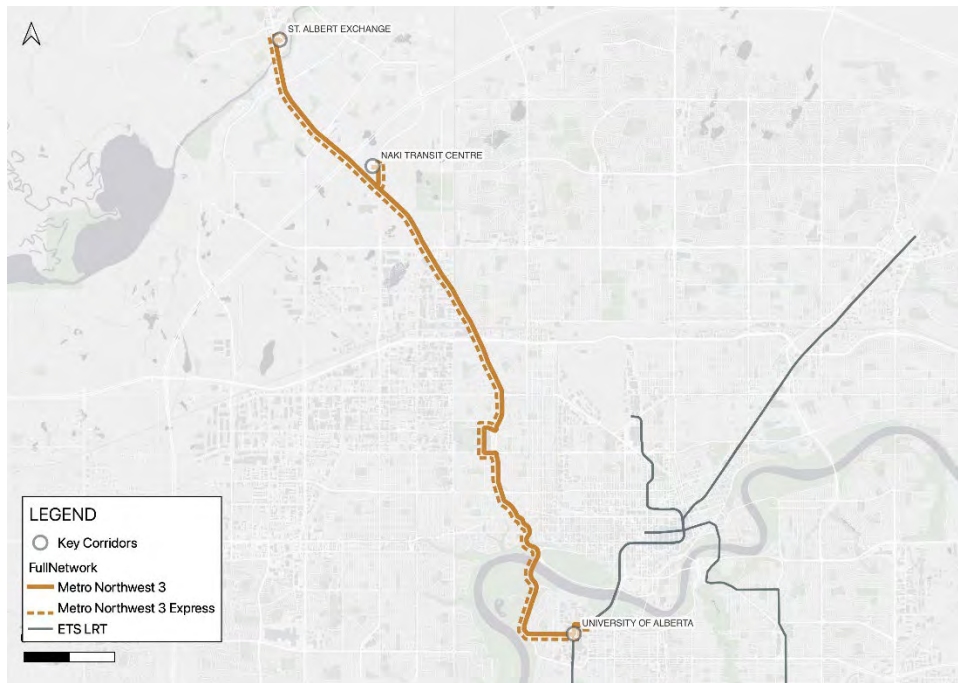 ST. ALBERT EXCHANGE
NAKI TRANSIT CENTRE
UNIVERSITY OF ALBERTA
LEGEND
Key Corridors
FullNetwork
Metro Northwest 3
Metro Northwest 3 Express
ETS LRT